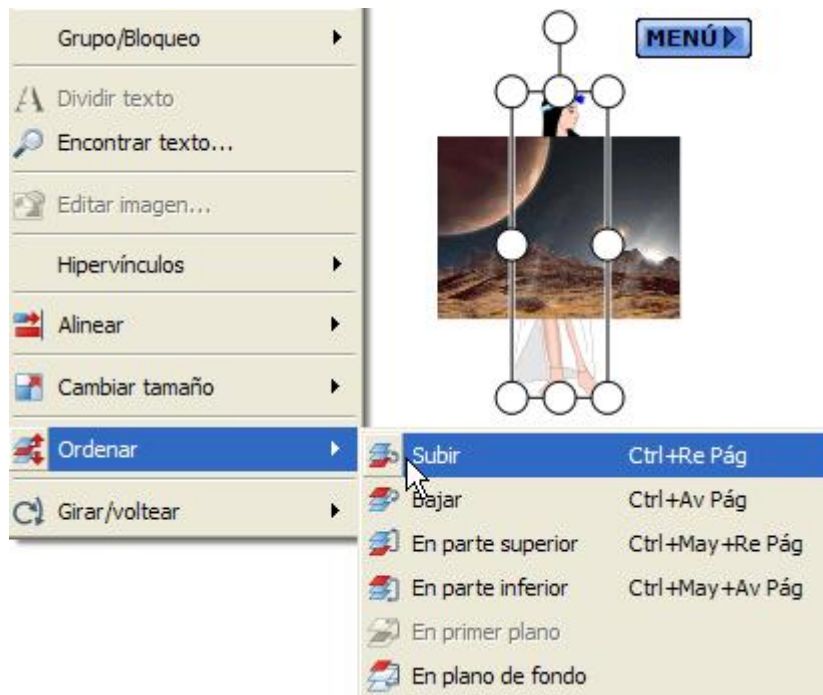 Grupo/Bloqueo
MENÚ
Dividir texto
Encontrar texto...
Editar imagen...
Hipervínculos
Alinear
Cambiar tamaño
Ordenar
Subir Ctrl+Re Pág
Bajar Ctrl+Av Pág
Girar/voltear
En parte superior Ctrl+May+Re Pág
En parte inferior Ctrl+May+Av Pág
En primer plano
En plano de fondo